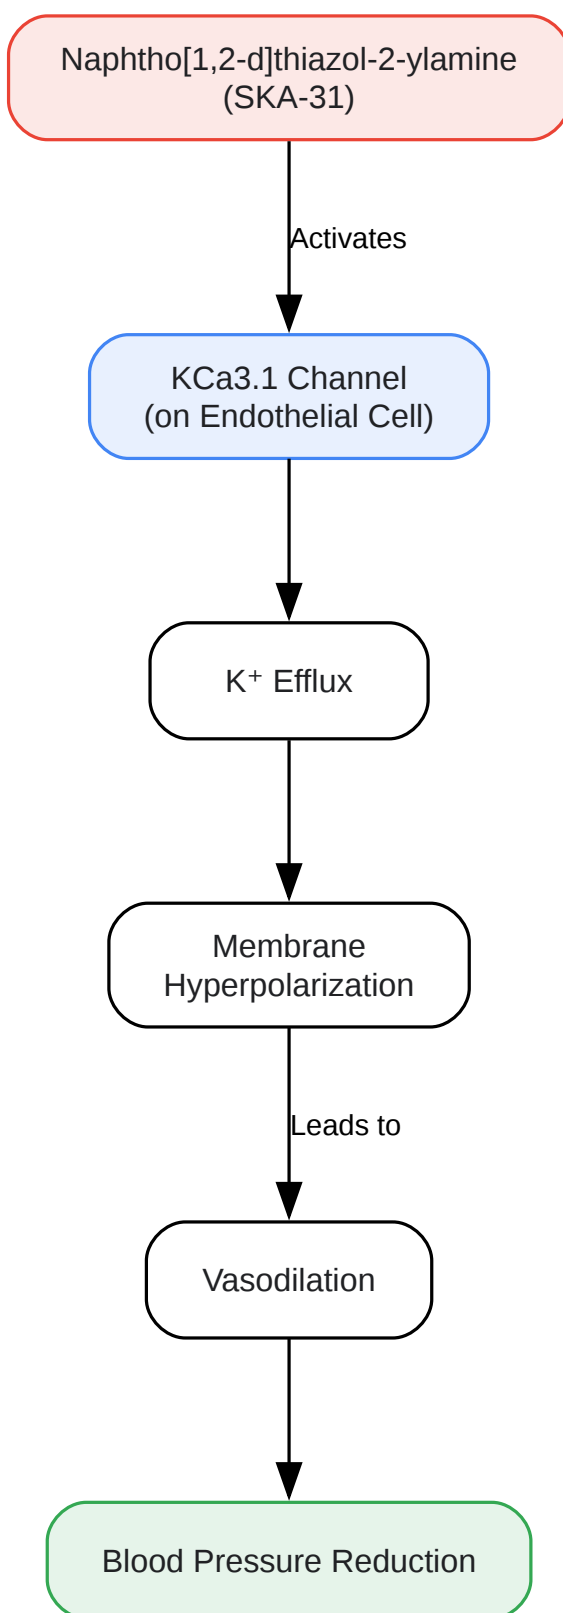 Naphtho[1,2-d]thiazol-2-ylamine
(SKA-31)
Activates
KCa3.1 Channel
(on Endothelial Cell)
K⁺ Efflux
Membrane
Hyperpolarization
Leads to
Vasodilation
Blood Pressure Reduction